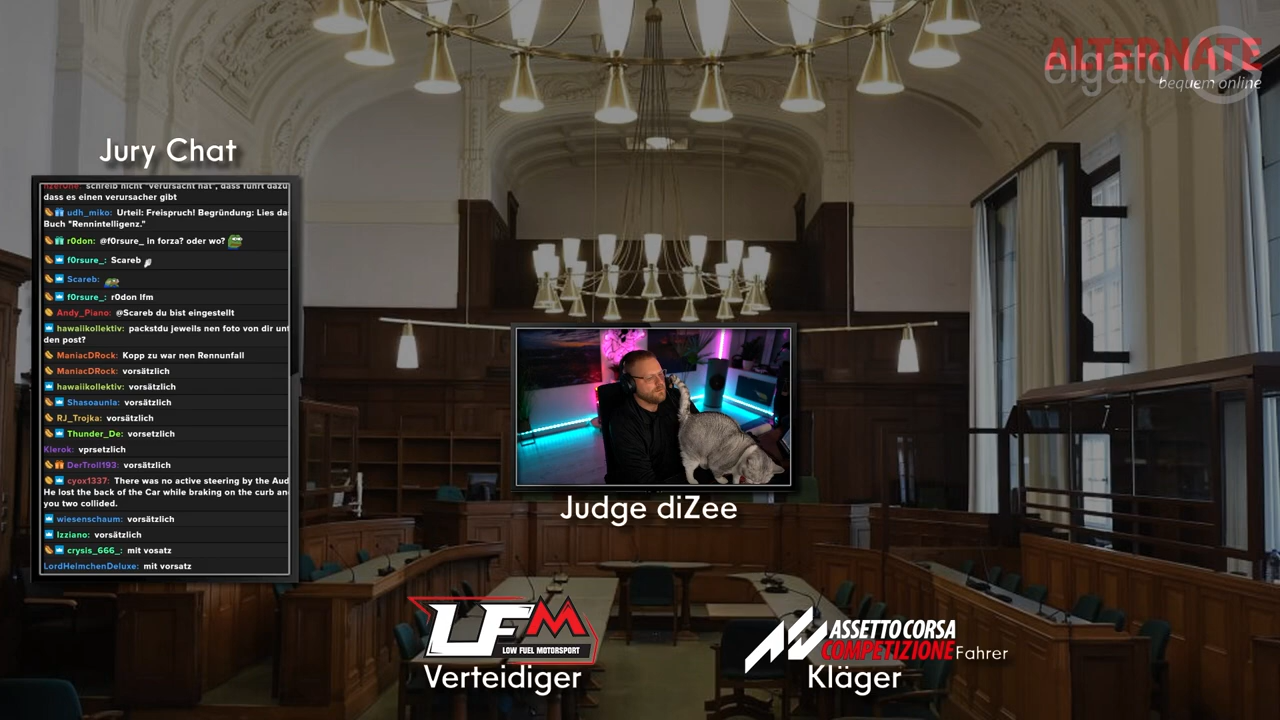 ALTERNATE
elgato
bequem online
Jury Chat
schreib nicht "verursacht hat", dass führt dazu
dass es einen verursacher gibt
udh_miko: Urteil: Freispruch! Begründung: Lies da
Buch "Rennintelligenz."
r0don: @f0rsure_ in forza? oder wo?
f0rsure_: Scareb
Scareb:
f0rsure_: r0don lfm
Andy_Piano: @Scareb du bist eingestellt
hawaiikollektiv: packstdu jeweils nen foto von dir unt
den post?
ManiacDRock: Kopp zu war nen Rennunfall
ManiacDRock: vorsätzlich
hawaiikollektiv: vorsätzlich
Shasoaunla: vorsätzlich
RJ_Trojka: vorsätzlich
Thunder_De: vorsetzlich
Klerok: vprsetzlich
DerTroll193: vorsätzlich
cyox1337: There was no active steering by the Aud
He lost the back of the Car while braking on the curb and
you two collided.
wiesenschaum: vorsätzlich
Izziano: vorsätzlich
crysis_666_: mit vosatz
LordHelmchenDeluxe: mit vorsatz
Judge diZee
LFM
LOW FUEL MOTORSPORT
Verteidiger
ASSETTO CORSA
COMPETIZIONE Fahrer
Kläger